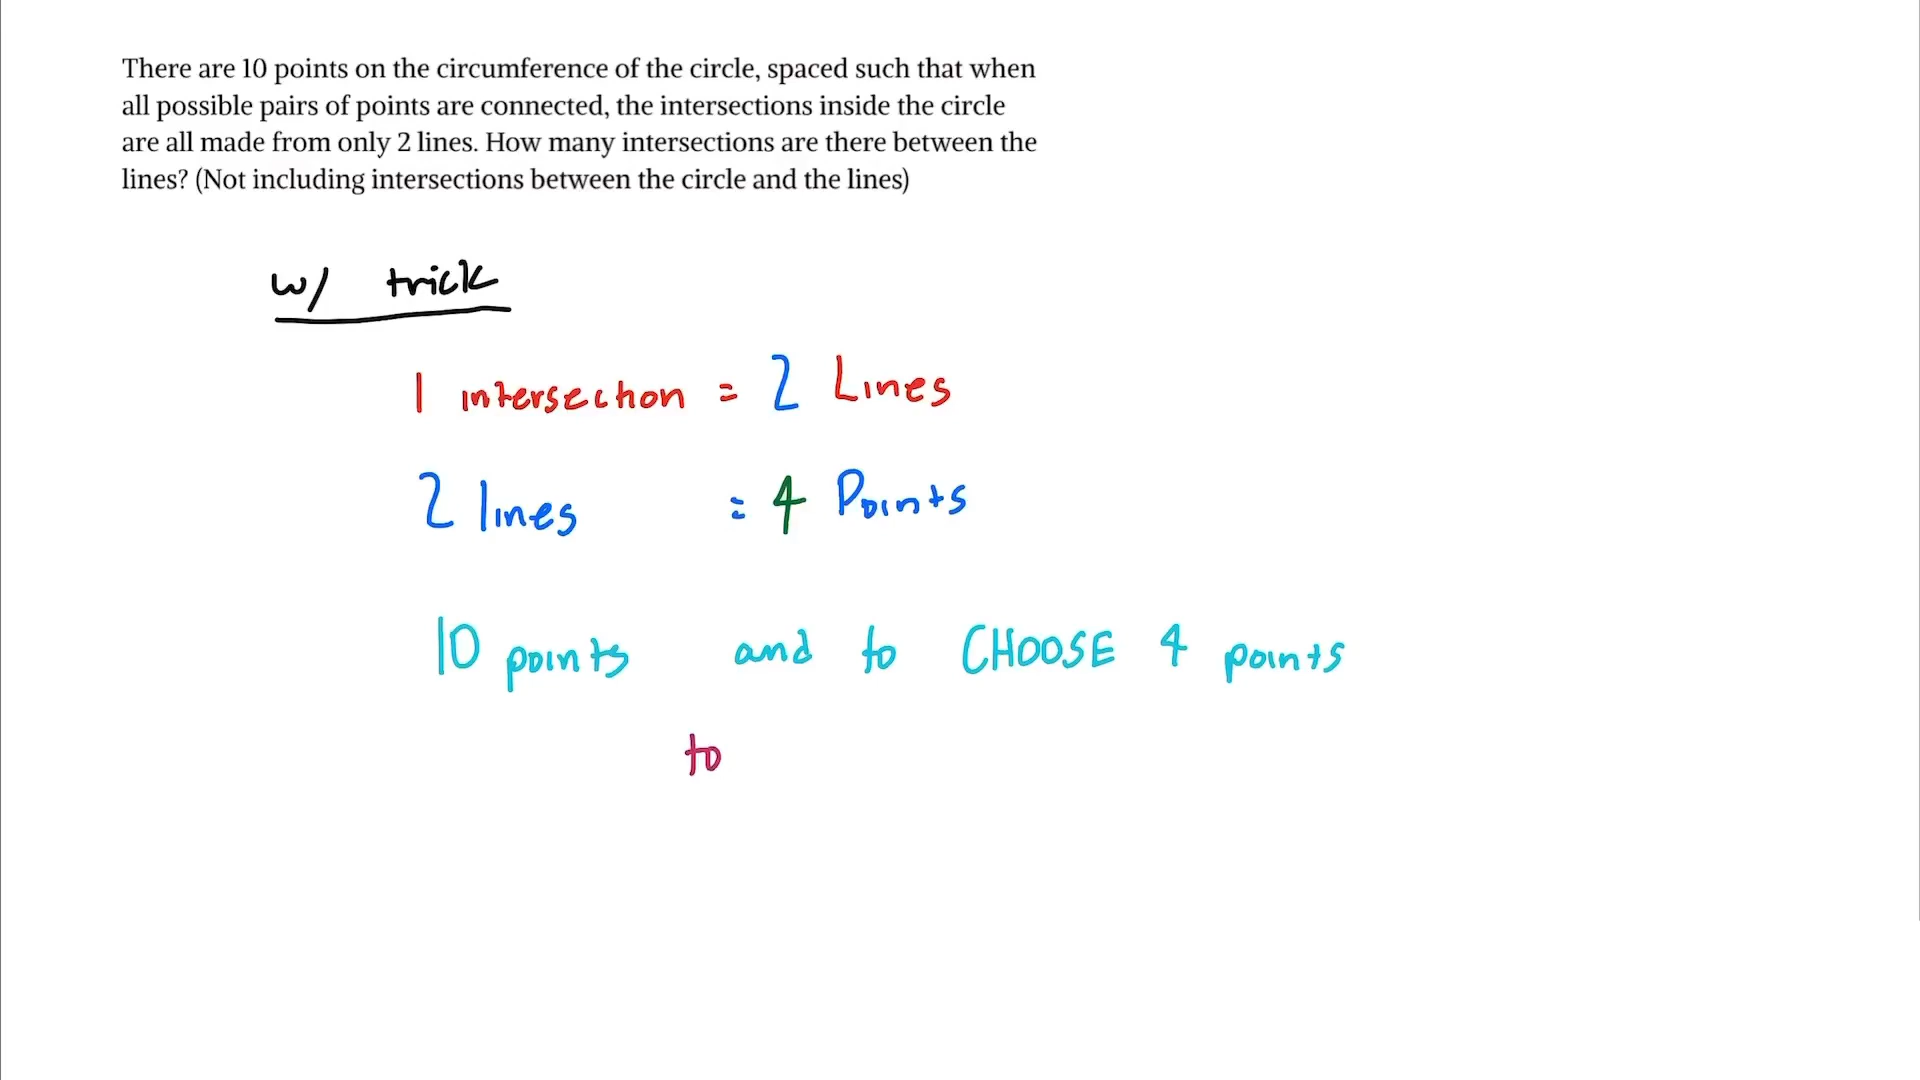 There are 10 points on the circumference of the circle, spaced such that when
all possible pairs of points are connected, the intersections inside the circle
are all made from only 2 lines. How many intersections are there between the
lines? (Not including intersections between the circle and the lines)
w/ trick
1 intersection = 2 Lines
2 lines = 4 Points
10 points and to CHOOSE 4 points
to